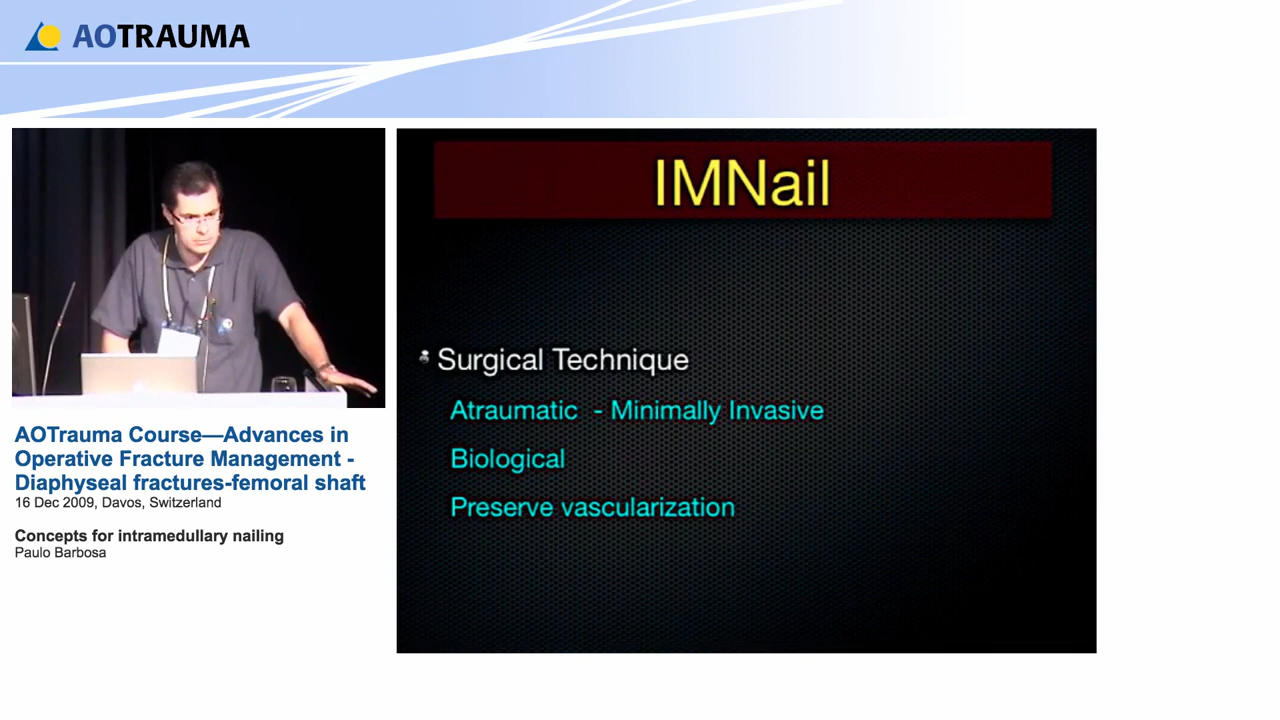 AOTRAUMA
IMNail
Surgical Technique
Atraumatic - Minimally Invasive
Biological
Preserve vascularization
AOTrauma Course—Advances in
Operative Fracture Management -
Diaphyseal fractures-femoral shaft
16 Dec 2009, Davos, Switzerland
Concepts for intramedullary nailing
Paulo Barbosa